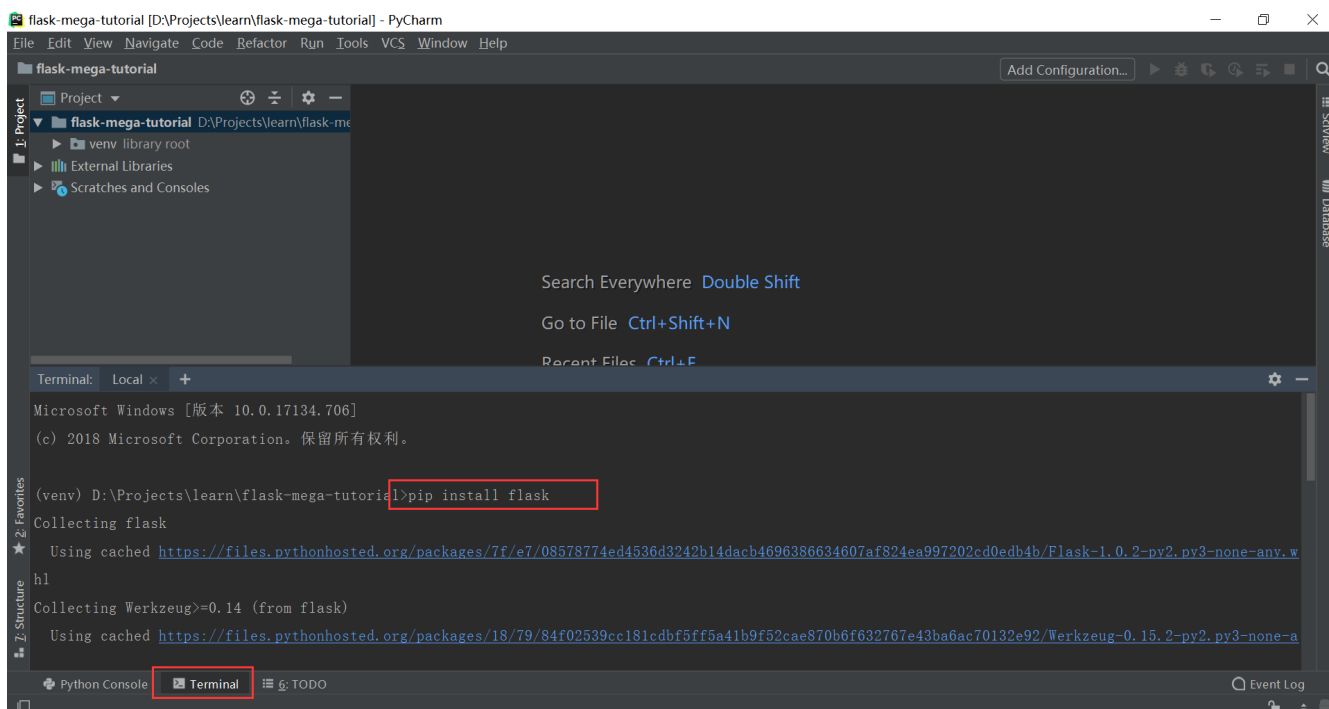 flask-mega-tutorial [D:\Projects\learn\flask-mega-tutorial] - PyCharm
File Edit View Navigate Code Refactor Run Tools VCS Window Help
flask-mega-tutorial
Add Configuration...
1: Project
Project
flask-mega-tutorial D:\Projects\learn\flask-me
venv library root
External Libraries
Scratches and Consoles
SciView
Database
Search Everywhere Double Shift
Go to File Ctrl+Shift+N
Recent Files Ctrl+E
Terminal: Local × +
Microsoft Windows [版本 10.0.17134.706]
(c) 2018 Microsoft Corporation。保留所有权利。
(venv) D:\Projects\learn\flask-mega-tutorial>pip install flask
Collecting flask
Using cached https://files.pythonhosted.org/packages/7f/e7/08578774ed4536d3242b14dacb4696386634607af824ea997202cd0edb4b/Flask-1.0.2-py2.py3-none-any.w
hl
Collecting Werkzeug>=0.14 (from flask)
Using cached https://files.pythonhosted.org/packages/18/79/84f02539cc181cdbf5ff5a41b9f52cae870b6f632767e43ba6ac70132e92/Werkzeug-0.15.2-py2.py3-none-a
2: Favorites
7: Structure
Python Console
Terminal
6: TODO
Event Log